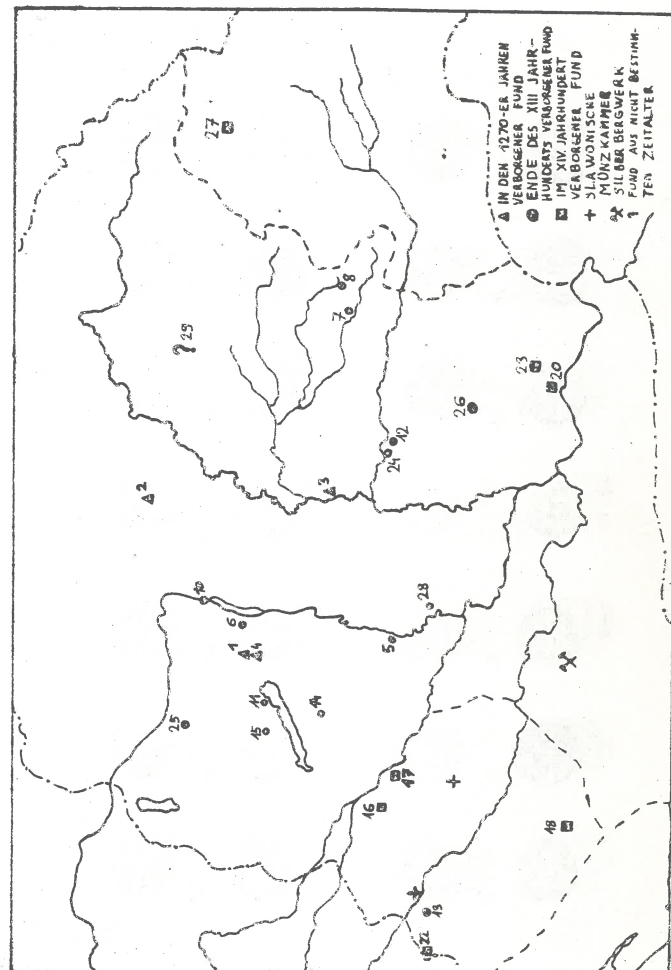 IN DEN 1270-ER JAHREN
VERBORGENER FUND
ENDE DES XIII JAHR-
HUNDERTS VERBORGENER FUND
IM XIV. JAHRHUNDERT
VERBORGENER FUND
SLAWONISCHE
MÜNZKAMMER
SILBERBERGWERK
FUND AUS NICHT BESTIMM-
TEN ZEITALTER
27
29
8
7
2
3
23
20
26
12
24
10
6
1
4
28
5
25
11
15
14
17
16
18
13
22